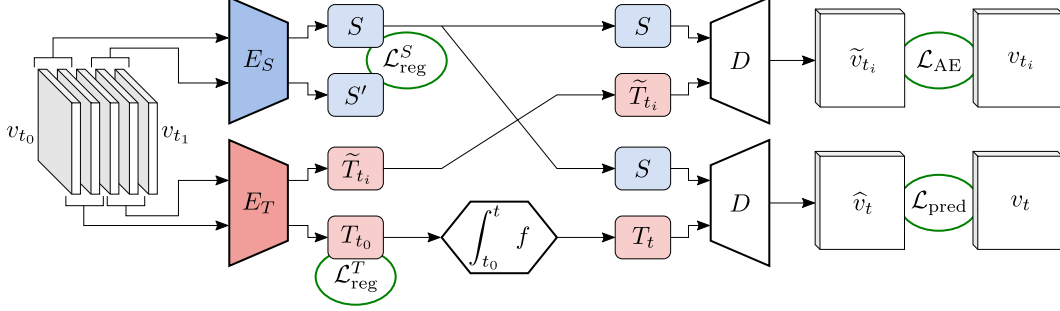 E_S
S
S'
𝓛^S_reg
S
T̃_{t_i}
D
ṽ_{t_i}
𝓛_AE
v_{t_i}
v_{t_0}
v_{t_1}
E_T
T̃_{t_i}
T_{t_0}
𝓛^T_reg
∫_{t_0}^{t} f
S
T_t
D
v̂_t
𝓛_pred
v_t